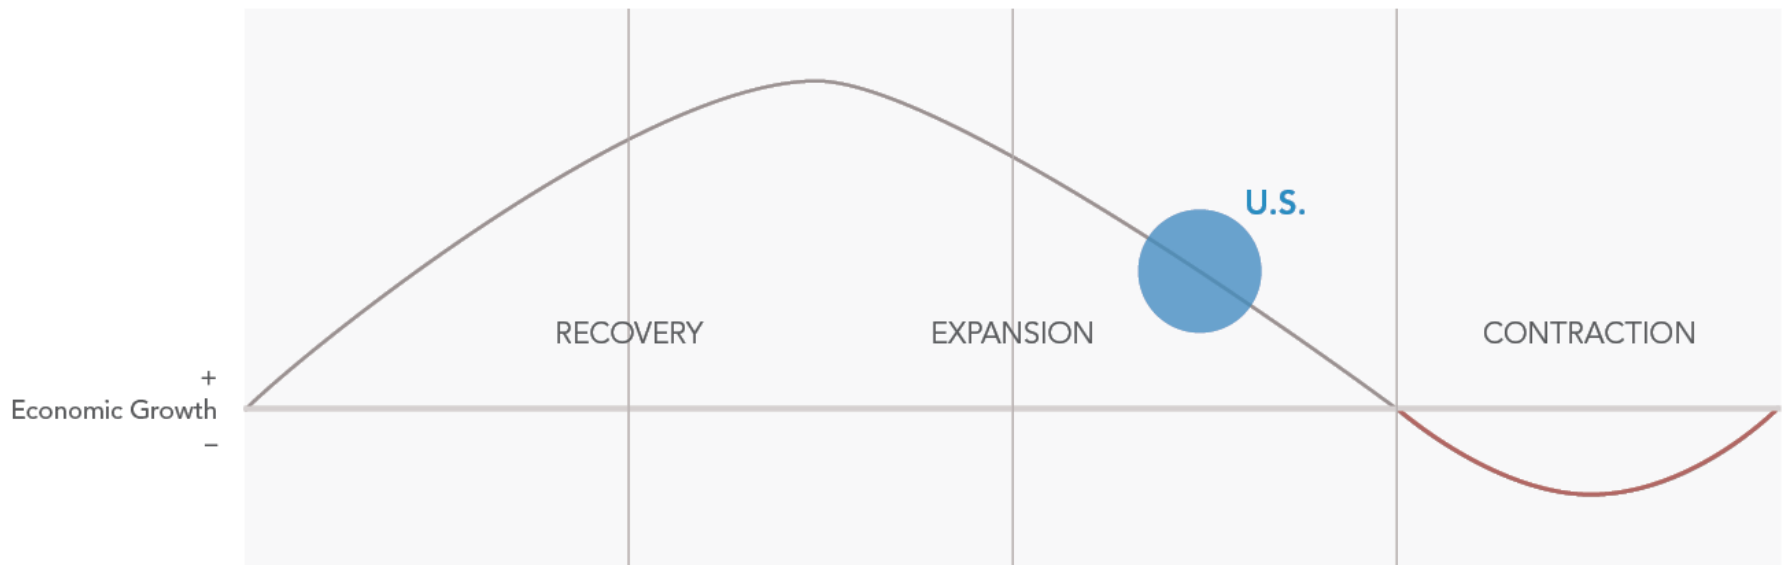 U.S.
RECOVERY
EXPANSION
CONTRACTION
+
Economic Growth
–